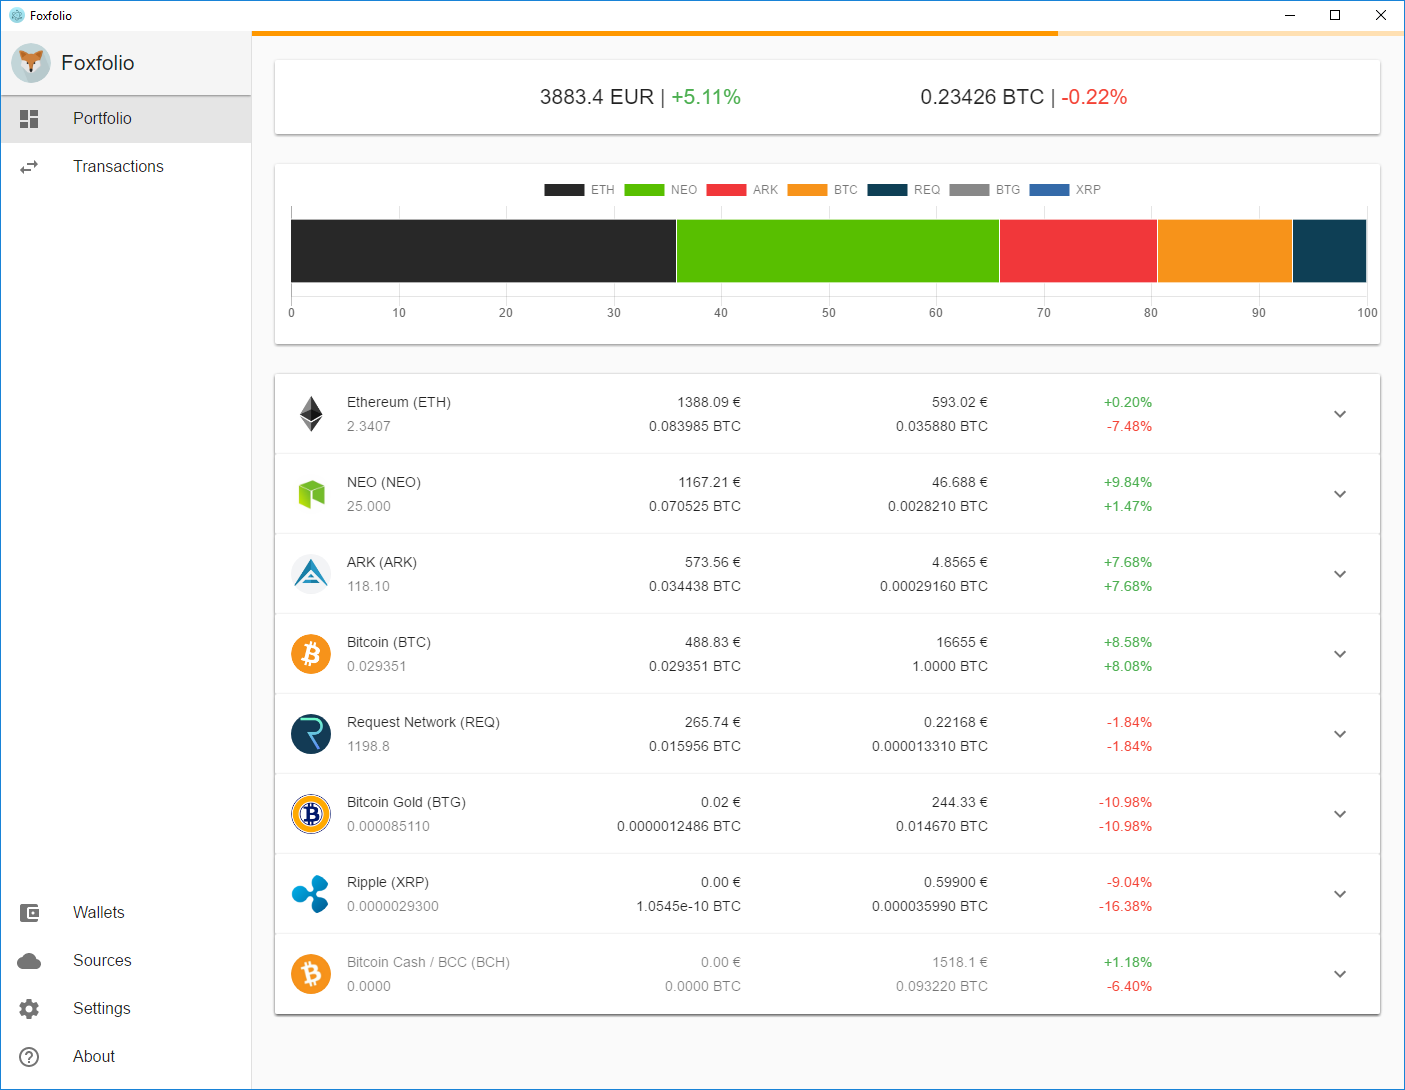 Foxfolio
Foxfolio
Portfolio
Transactions
Wallets
Sources
Settings
About
3883.4 EUR | +5.11%
0.23426 BTC | -0.22%
ETH NEO ARK BTC REQ BTG XRP
0 10 20 30 40 50 60 70 80 90 100
Ethereum (ETH) 1388.09 € 593.02 € +0.20%
2.3407 0.083985 BTC 0.035880 BTC -7.48%
NEO (NEO) 1167.21 € 46.688 € +9.84%
25.000 0.070525 BTC 0.0028210 BTC +1.47%
ARK (ARK) 573.56 € 4.8565 € +7.68%
118.10 0.034438 BTC 0.00029160 BTC +7.68%
Bitcoin (BTC) 488.83 € 16655 € +8.58%
0.029351 0.029351 BTC 1.0000 BTC +8.08%
Request Network (REQ) 265.74 € 0.22168 € -1.84%
1198.8 0.015956 BTC 0.000013310 BTC -1.84%
Bitcoin Gold (BTG) 0.02 € 244.33 € -10.98%
0.000085110 0.0000012486 BTC 0.014670 BTC -10.98%
Ripple (XRP) 0.00 € 0.59900 € -9.04%
0.0000029300 1.0545e-10 BTC 0.000035990 BTC -16.38%
Bitcoin Cash / BCC (BCH) 0.00 € 1518.1 € +1.18%
0.0000 0.0000 BTC 0.093220 BTC -6.40%